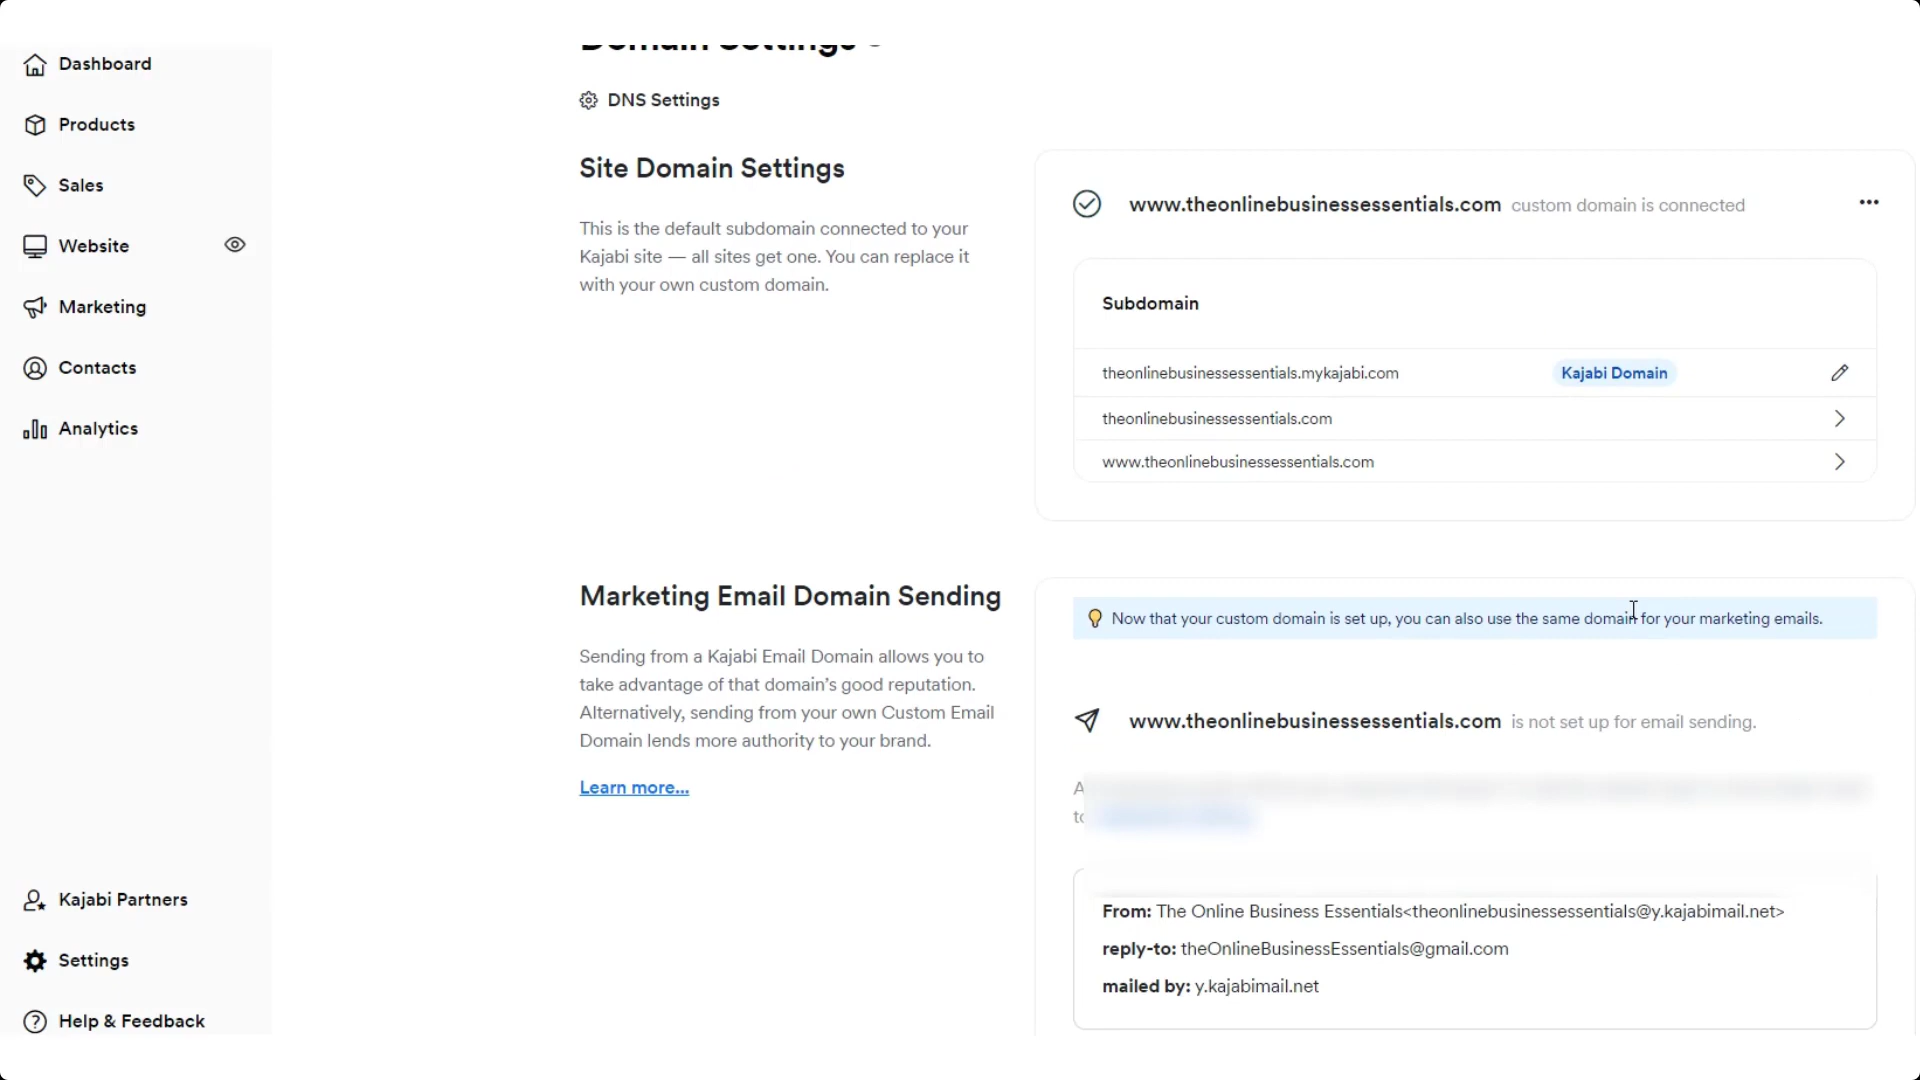 Domain Settings
Dashboard
Products
Sales
Website
Marketing
Contacts
Analytics
Kajabi Partners
Settings
Help & Feedback
DNS Settings
Site Domain Settings
This is the default subdomain connected to your
Kajabi site — all sites get one. You can replace it
with your own custom domain.
www.theonlinebusinessessentials.com custom domain is connected
Subdomain
theonlinebusinessessentials.mykajabi.com Kajabi Domain
theonlinebusinessessentials.com
www.theonlinebusinessessentials.com
Marketing Email Domain Sending
Sending from a Kajabi Email Domain allows you to
take advantage of that domain’s good reputation.
Alternatively, sending from your own Custom Email
Domain lends more authority to your brand.
Learn more...
Now that your custom domain is set up, you can also use the same domain for your marketing emails.
www.theonlinebusinessessentials.com is not set up for email sending.
to
From: The Online Business Essentials<theonlinebusinessessentials@y.kajabimail.net>
reply-to: theOnlineBusinessEssentials@gmail.com
mailed by: y.kajabimail.net